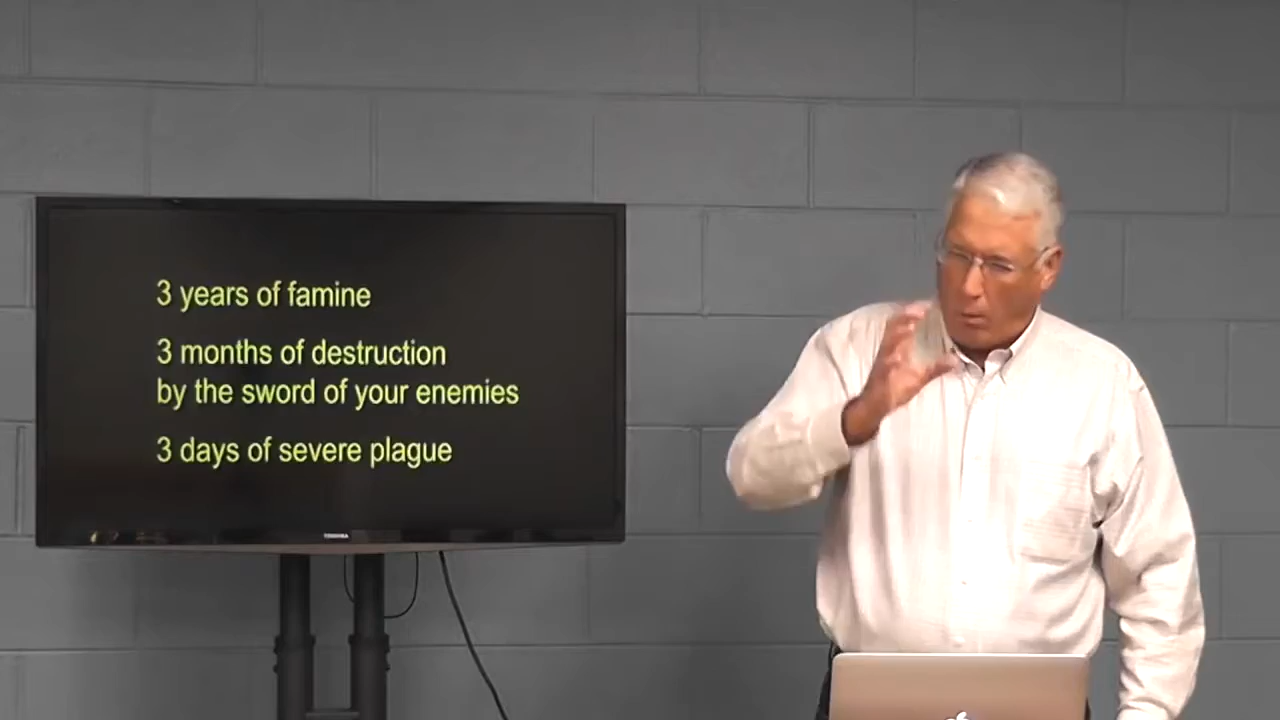 3 years of famine
3 months of destruction
by the sword of your enemies
3 days of severe plague
TOSHIBA